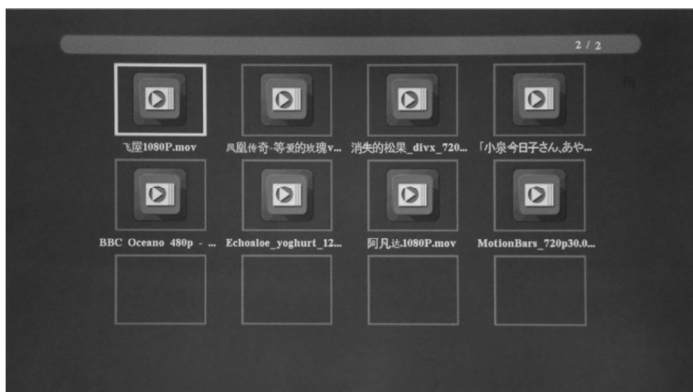 2 / 2
飞屋1080P.mov
凤凰传奇-等爱的玫瑰v...
消失的松果_divx_720...
「小泉今日子さん､あや...
BBC Oceano 480p - ...
Echoaloe_yoghurt_12...
阿凡达.1080P.mov
MotionBars_720p30.0...